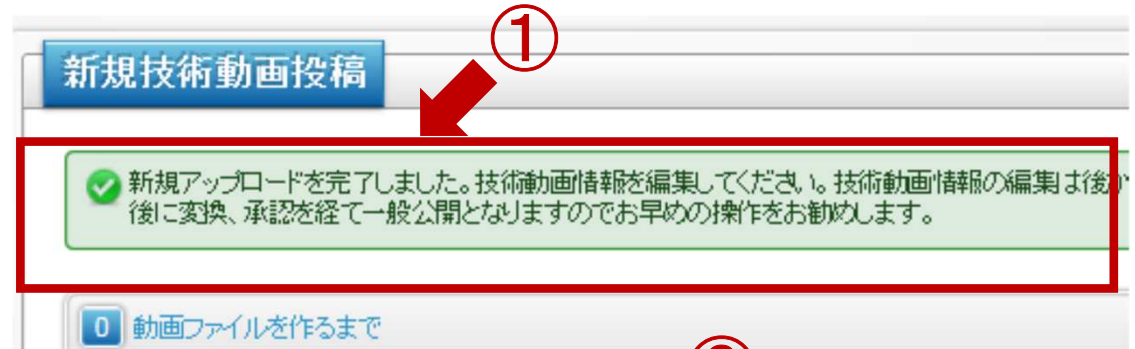 ①
新規技術動画投稿
新規アップロードを完了しました。技術動画情報を編集してください。技術動画情報の編集は後
後に変換、承認を経て一般公開となりますのでお早めの操作をお勧めします。
0 動画ファイルを作るまで